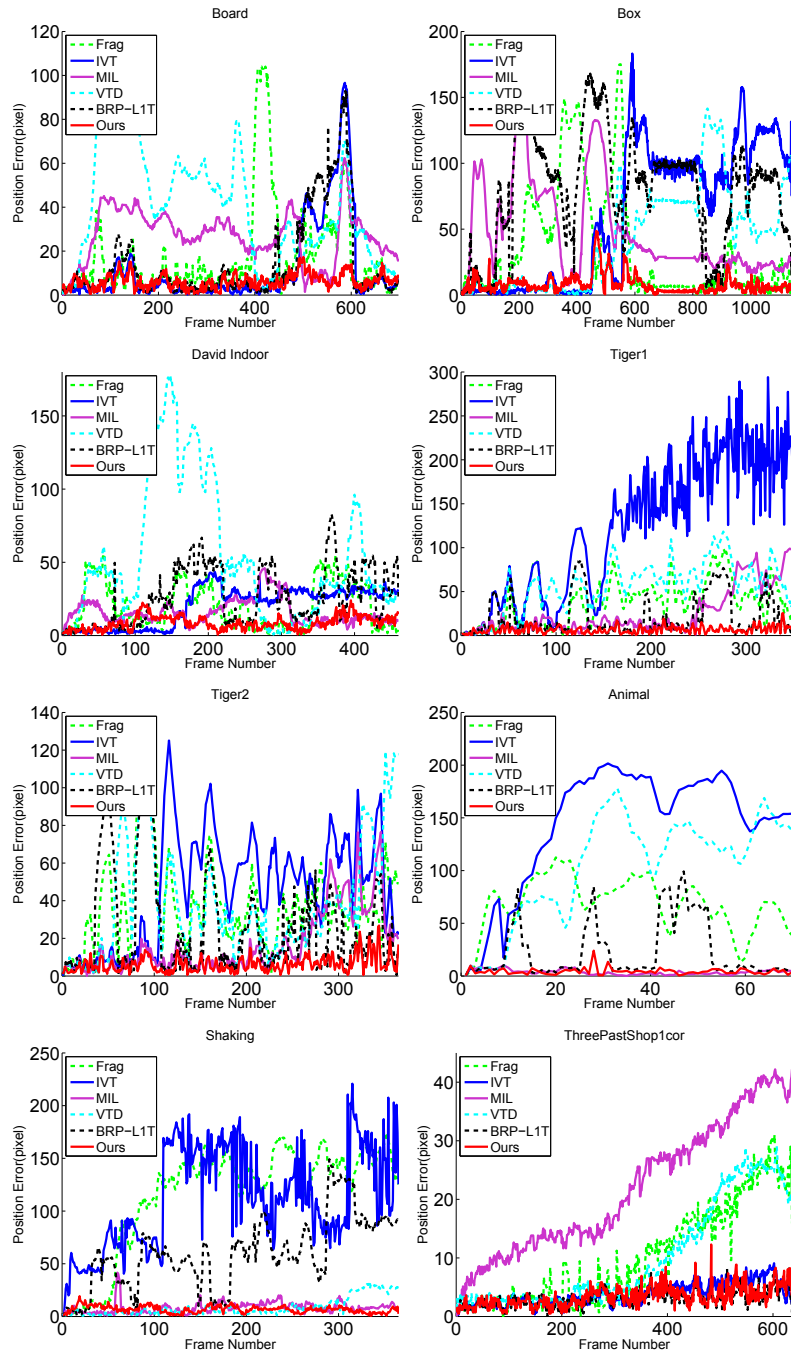 Board
120
100
80
60
40
20
0
0
200
400
600
Position Error(pixel)
Frame Number
Frag
IVT
MIL
VTD
BRP-L1T
Ours
Box
200
150
100
50
0
0
200
400
600
800
1000
Position Error(pixel)
Frame Number
Frag
IVT
MIL
VTD
BRP-L1T
Ours
David Indoor
150
100
50
0
0
100
200
300
400
Position Error(pixel)
Frame Number
Frag
IVT
MIL
VTD
BRP-L1T
Ours
Tiger1
300
250
200
150
100
50
0
0
100
200
300
Position Error(pixel)
Frame Number
Frag
IVT
MIL
VTD
BRP-L1T
Ours
Tiger2
140
120
100
80
60
40
20
0
0
100
200
300
Position Error(pixel)
Frame Number
Frag
IVT
MIL
VTD
BRP-L1T
Ours
Animal
250
200
150
100
50
0
0
20
40
60
Position Error(pixel)
Frame Number
Frag
IVT
MIL
VTD
BRP-L1T
Ours
Shaking
250
200
150
100
50
0
0
100
200
300
Position Error(pixel)
Frame Number
Frag
IVT
MIL
VTD
BRP-L1T
Ours
ThreePastShop1cor
40
30
20
10
0
0
200
400
600
Position Error(pixel)
Frame Number
Frag
IVT
MIL
VTD
BRP-L1T
Ours